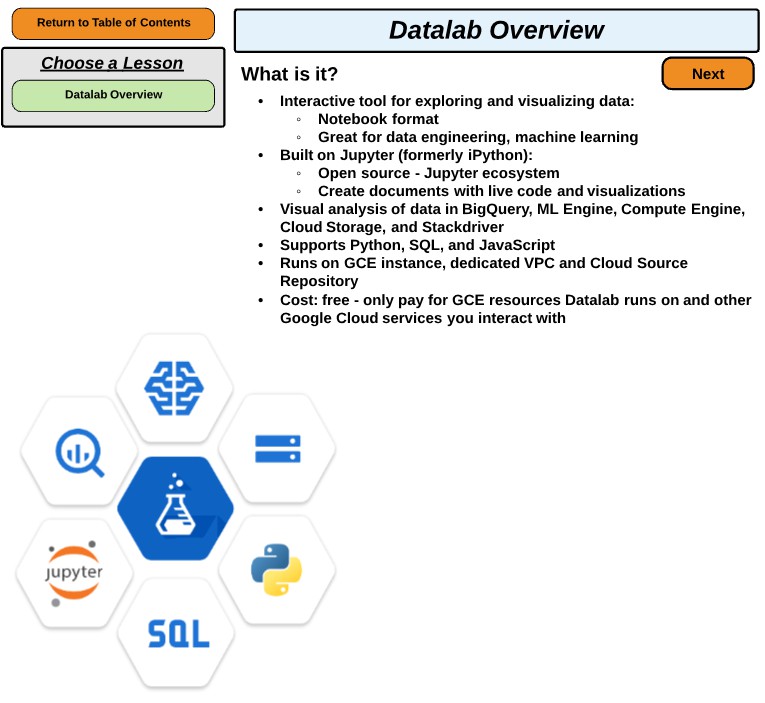 Return to Table of Contents
Choose a Lesson
Datalab Overview
Datalab Overview
What is it?
Next
• Interactive tool for exploring and visualizing data:
◦ Notebook format
◦ Great for data engineering, machine learning
• Built on Jupyter (formerly iPython):
◦ Open source - Jupyter ecosystem
◦ Create documents with live code and visualizations
• Visual analysis of data in BigQuery, ML Engine, Compute Engine,
Cloud Storage, and Stackdriver
• Supports Python, SQL, and JavaScript
• Runs on GCE instance, dedicated VPC and Cloud Source
Repository
• Cost: free - only pay for GCE resources Datalab runs on and other
Google Cloud services you interact with
jupyter
SQL